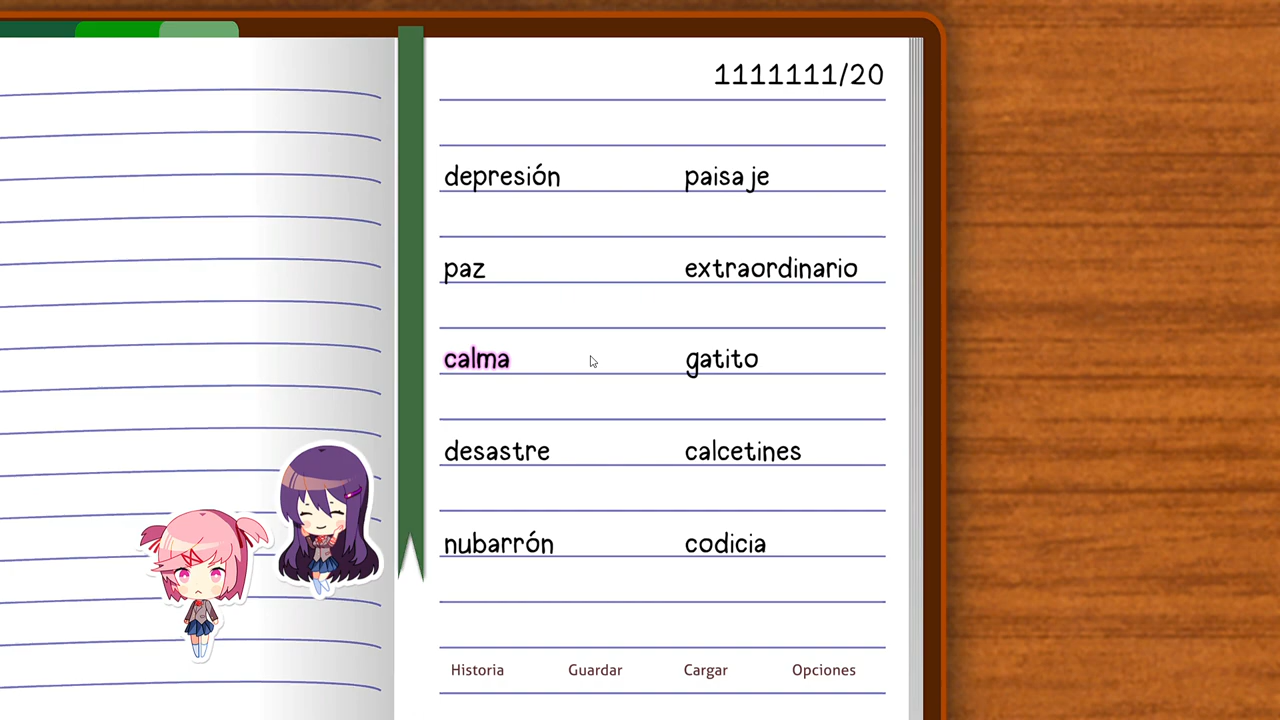 1111111/20
depresión paisaje
paz extraordinario
calma gatito
desastre calcetines
nubarrón codicia
Historia Guardar Cargar Opciones